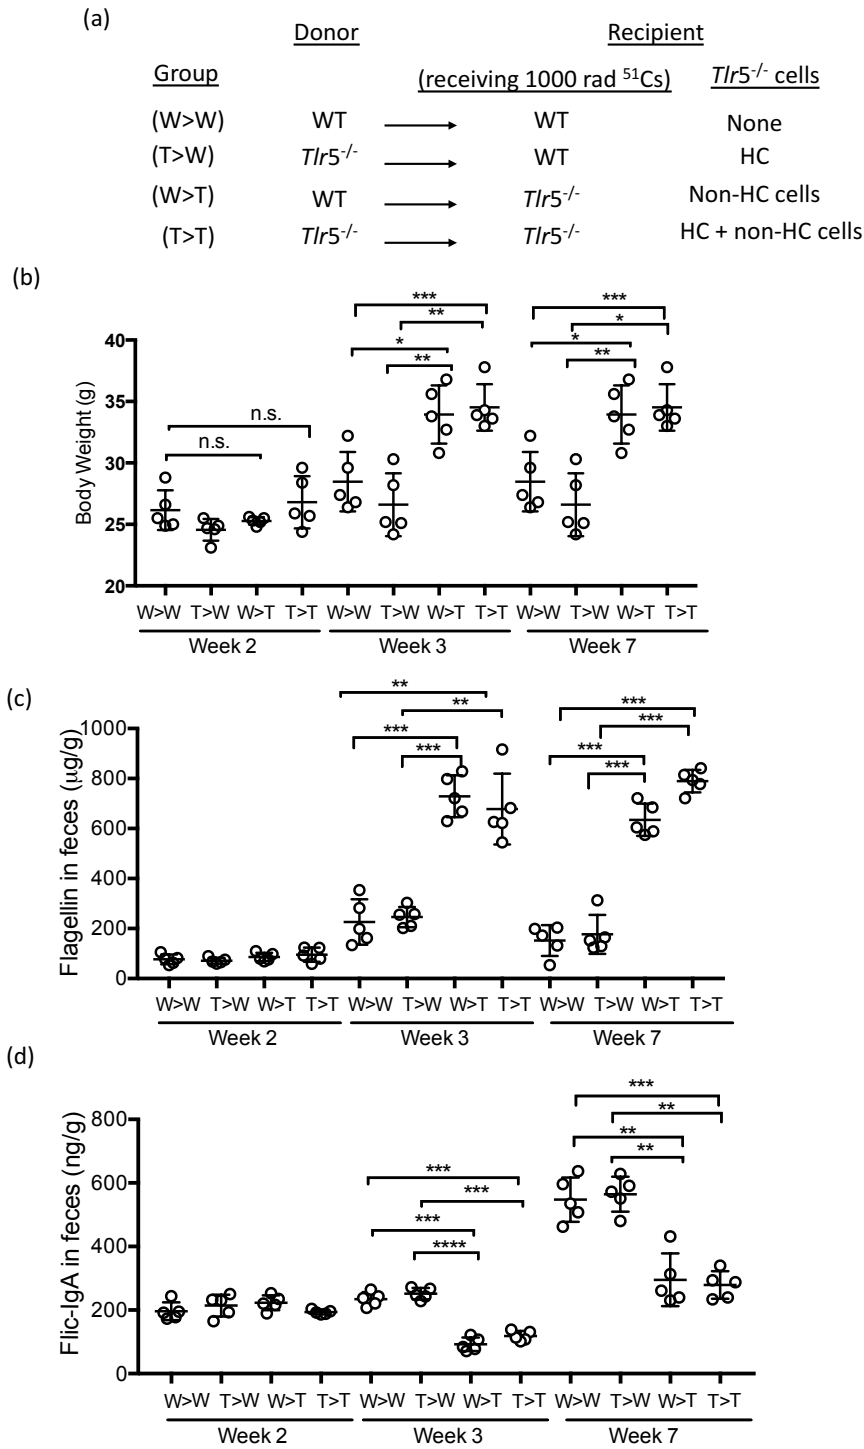 (a)
Donor Recipient
Group (receiving 1000 rad ⁵¹Cs) Tlr5⁻/⁻ cells
(W>W) WT WT None
(T>W) Tlr5⁻/⁻ WT HC
(W>T) WT Tlr5⁻/⁻ Non-HC cells
(T>T) Tlr5⁻/⁻ Tlr5⁻/⁻ HC + non-HC cells
(b)
*** ***
** *
* *
** **
n.s.
n.s.
Body Weight (g)
40
35
30
25
20
W>W T>W W>T T>T W>W T>W W>T T>T W>W T>W W>T T>T
Week 2 Week 3 Week 7
(c)
** ***
** ***
*** ***
*** ***
Flagellin in feces (μg/g)
1000
800
600
400
200
0
W>W T>W W>T T>T W>W T>W W>T T>T W>W T>W W>T T>T
Week 2 Week 3 Week 7
(d)
***
**
**
**
***
***
***
****
Flic-IgA in feces (ng/g)
800
600
400
200
0
W>W T>W W>T T>T W>W T>W W>T T>T W>W T>W W>T T>T
Week 2 Week 3 Week 7